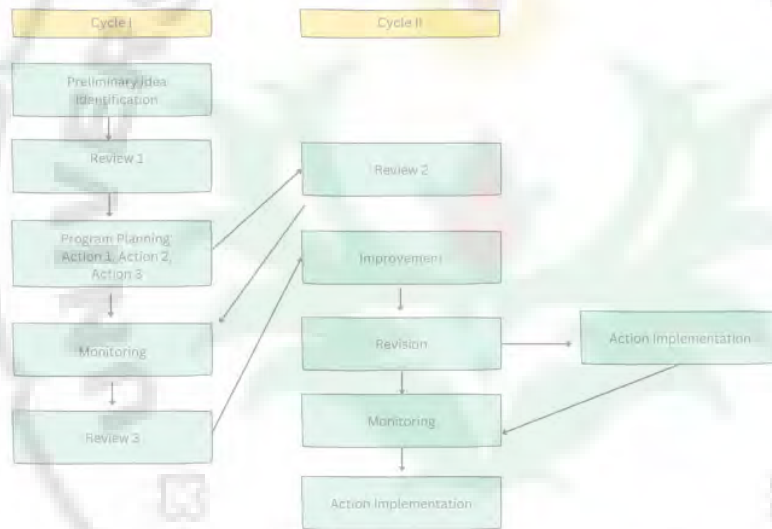 Cycle I
Cycle II
Preliminary Idea
Identification
Review 1
Review 2
Program Planning
Action 1, Action 2,
Action 3
Improvement
Monitoring
Revision
Action Implementation
Review 3
Monitoring
Action Implementation